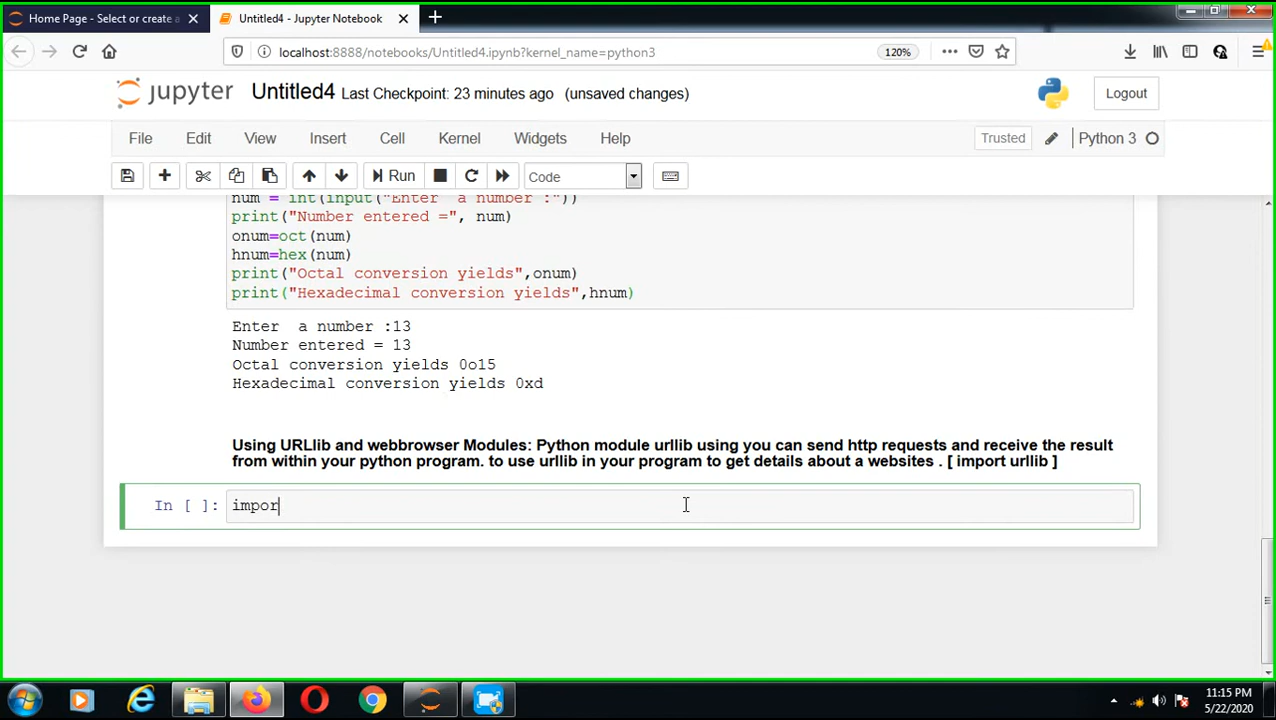 Home Page - Select or create a
Untitled4 - Jupyter Notebook
localhost:8888/notebooks/Untitled4.ipynb?kernel_name=python3
120%
jupyter Untitled4 Last Checkpoint: 23 minutes ago (unsaved changes)
Logout
File Edit View Insert Cell Kernel Widgets Help
Trusted Python 3
Run Code
num = int(input("Enter  a number :"))
print("Number entered =", num)
onum=oct(num)
hnum=hex(num)
print("Octal conversion yields",onum)
print("Hexadecimal conversion yields",hnum)
Enter  a number :13
Number entered = 13
Octal conversion yields 0o15
Hexadecimal conversion yields 0xd
Using URLlib and webbrowser Modules: Python module urllib using you can send http requests and receive the result
from within your python program. to use urllib in your program to get details about a websites . [ import urllib ]
In [ ]: impor
11:15 PM
5/22/2020